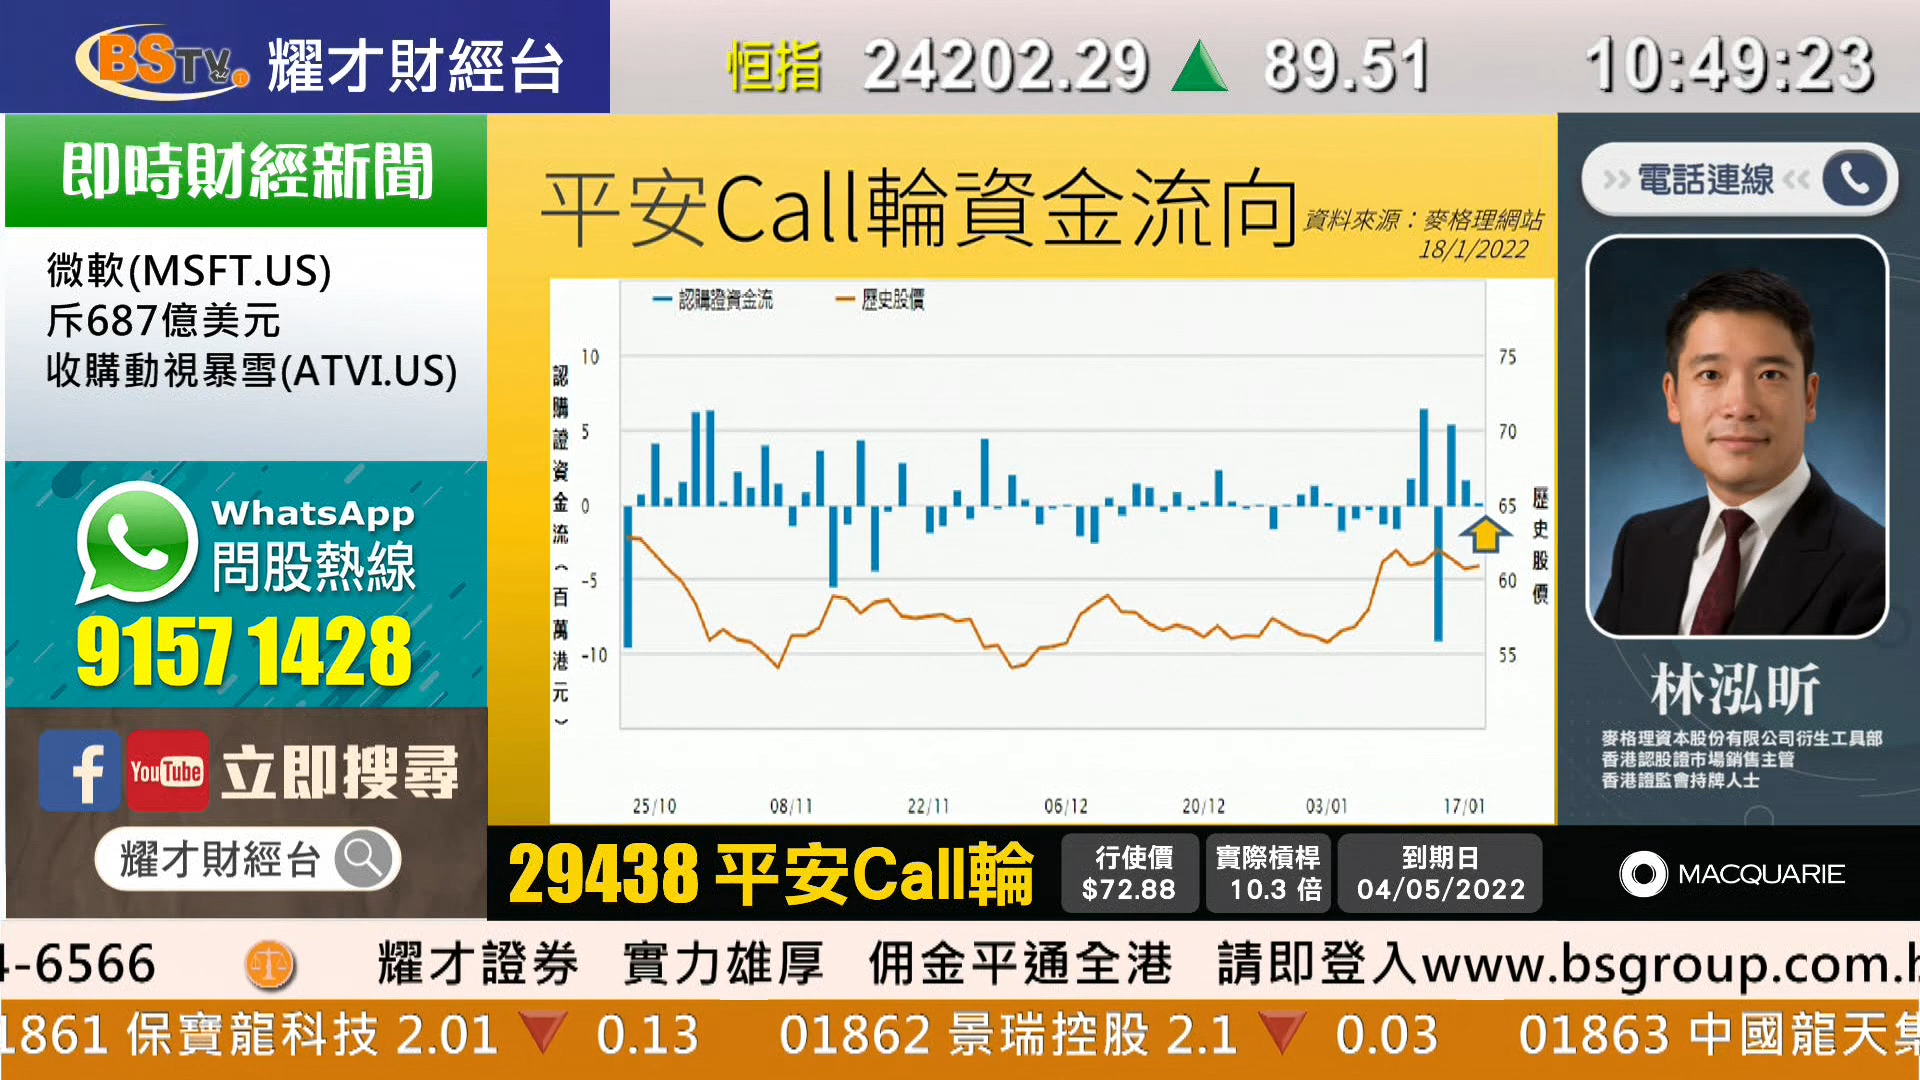 BSTV 耀才財經台
恒指 24202.29 ▲ 89.51
10:49:23
即時財經新聞
微軟(MSFT.US)
斥687億美元
收購動視暴雪(ATVI.US)
WhatsApp
問股熱線
9157 1428
f YouTube 立即搜尋
耀才財經台
平安Call輪資金流向
資料來源：麥格理網站
18/1/2022
認購證資金流 歷史股價
認購證資金流（百萬港元）
10
5
0
-5
-10
75
70
65
60
55
歷史股價
25/10 08/11 22/11 06/12 20/12 03/01 17/01
29438 平安Call輪
行使價
$72.88
實際槓桿
10.3 倍
到期日
04/05/2022
>> 電話連線 <<
林泓昕
麥格理資本股份有限公司衍生工具部
香港認股證市場銷售主管
香港證監會持牌人士
MACQUARIE
4-6566 耀才證券 實力雄厚 佣金平通全港 請即登入www.bsgroup.com.h
1861 保寶龍科技 2.01 ▼ 0.13 01862 景瑞控股 2.1 ▼ 0.03 01863 中國龍天集